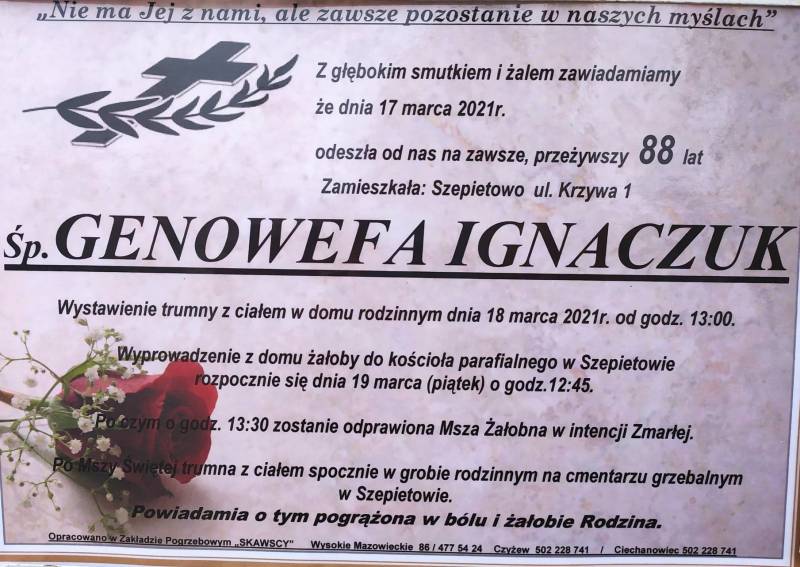 „Nie ma Jej z nami, ale zawsze pozostanie w naszych myślach”
Z głębokim smutkiem i żalem zawiadamiamy
że dnia 17 marca 2021r.
odeszła od nas na zawsze, przeżywszy 88 lat
Zamieszkała: Szepietowo ul. Krzywa 1
Śp. GENOWEFA IGNACZUK
Wystawienie trumny z ciałem w domu rodzinnym dnia 18 marca 2021r. od godz. 13:00.
Wyprowadzenie z domu żałoby do kościoła parafialnego w Szepietowie
rozpocznie się dnia 19 marca (piątek) o godz.12:45.
Po czym o godz. 13:30 zostanie odprawiona Msza Żałobna w intencji Zmarłej.
Po Mszy Świętej trumna z ciałem spocznie w grobie rodzinnym na cmentarzu grzebalnym
w Szepietowie.
Powiadamia o tym pogrążona w bólu i żałobie Rodzina.
Opracowano w Zakładzie Pogrzebowym „SKAWSCY” Wysokie Mazowieckie 86 / 477 54 24 Czyżew 502 228 741 / Ciechanowiec 502 228 741